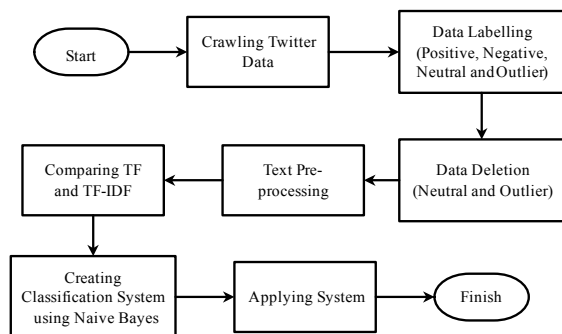 Start
Crawling Twitter
Data
Data Labelling
(Positive, Negative,
Neutral and Outlier)
Data Deletion
(Neutral and Outlier)
Text Pre-
processing
Comparing TF
and TF-IDF
Creating
Classification System
using Naive Bayes
Applying System
Finish